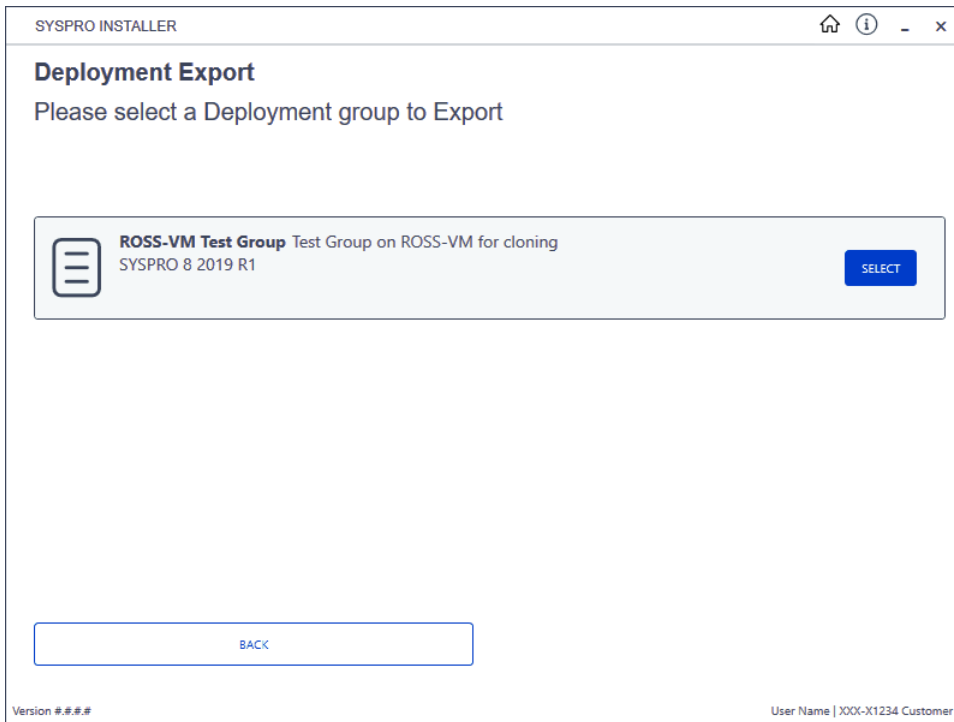 SYSPRO INSTALLER
Deployment Export
Please select a Deployment group to Export
ROSS-VM Test Group Test Group on ROSS-VM for cloning
SYSPRO 8 2019 R1
SELECT
BACK
Version #.#.#.# User Name | XXX-X1234 Customer